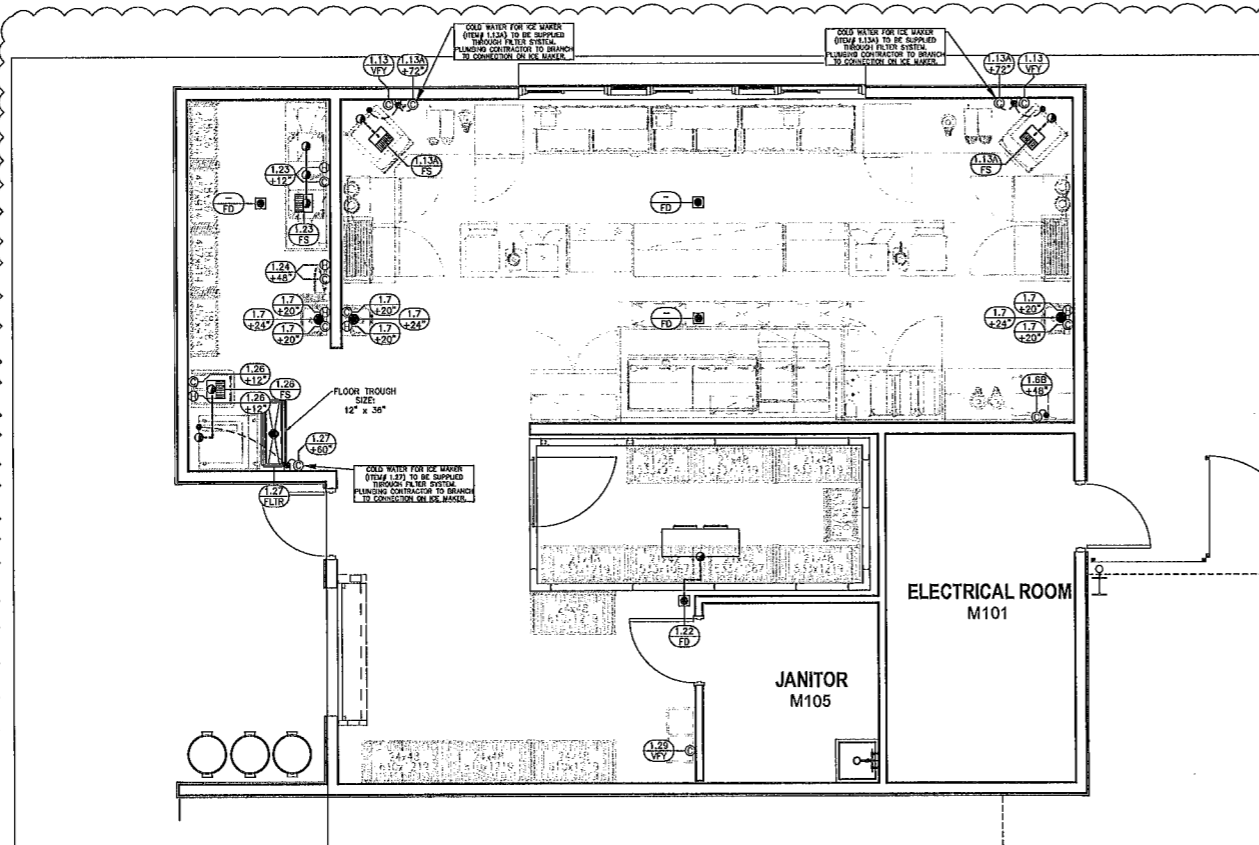 COLD WATER FOR ICE MAKER
(ITEM# 1.13A) TO BE SUPPLIED
THROUGH FILTER SYSTEM.
PLUMBING CONTRACTOR TO BRANCH
TO CONNECTION ON ICE MAKER.
COLD WATER FOR ICE MAKER
(ITEM# 1.13A) TO BE SUPPLIED
THROUGH FILTER SYSTEM.
PLUMBING CONTRACTOR TO BRANCH
TO CONNECTION ON ICE MAKER.
1.13
VFY
1.13A
+72"
1.13A
+72"
1.13
VFY
1.13A
FS
1.13A
FS
1.23
+12"
-
FD
-
FD
1.23
FS
1.24
+48"
1.7
+20"
1.7
+24"
1.7
+20"
1.7
+20"
1.7
+24"
1.7
+20"
-
FD
1.7
+20"
1.7
+24"
1.7
+20"
1.26
+12"
1.26
FS
1.26
+12"
FLOOR TROUGH
SIZE:
12" x 36"
1.6B
+48"
1.27
+60"
COLD WATER FOR ICE MAKER
(ITEM# 1.27) TO BE SUPPLIED
THROUGH FILTER SYSTEM.
PLUMBING CONTRACTOR TO BRANCH
TO CONNECTION ON ICE MAKER.
1.27
FLTR
ELECTRICAL ROOM
M101
1.22
FD
JANITOR
M105
1.29
VFY
24x48
610x1219